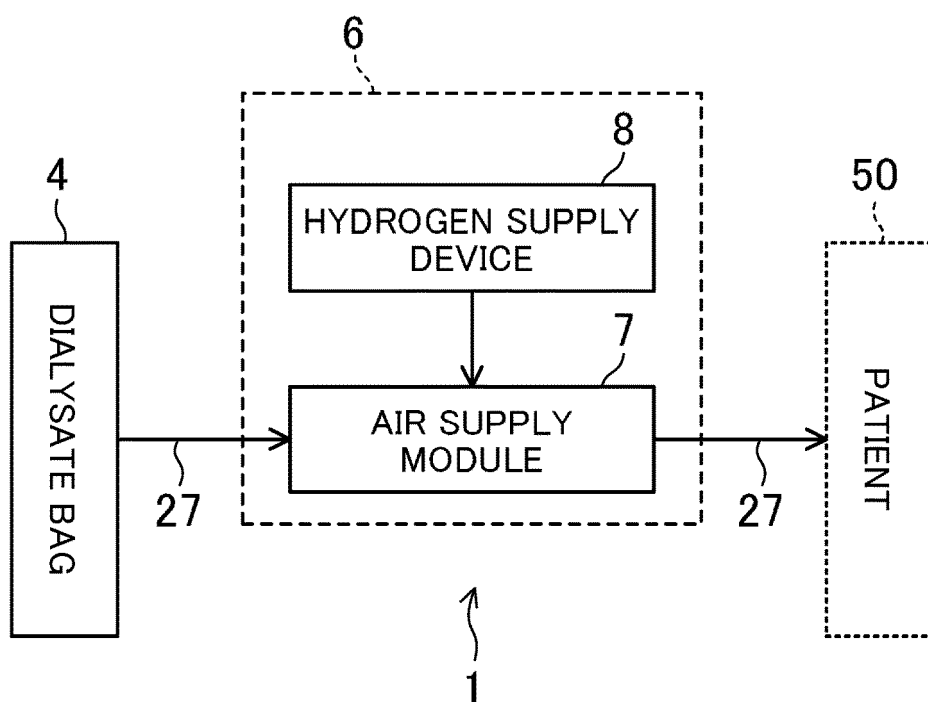 6
8
4
50
HYDROGEN SUPPLY
DEVICE
7
DIALYSATE BAG
AIR SUPPLY
MODULE
PATIENT
27
27
1